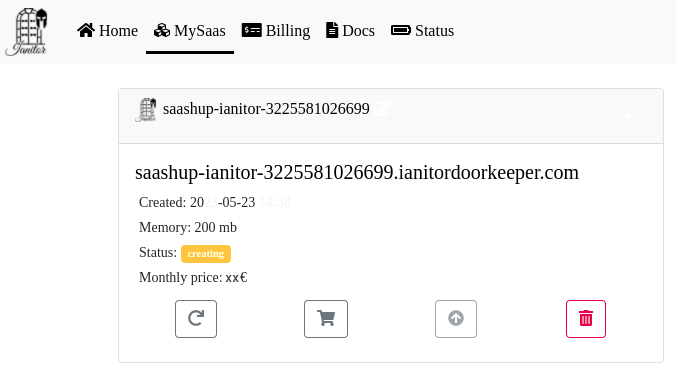 Ianitor
Home MySaas Billing Docs Status
saashup-ianitor-3225581026699
saashup-ianitor-3225581026699.ianitordoorkeeper.com
Created: 20 -05-23 14:38
Memory: 200 mb
Status: creating
Monthly price: xx€